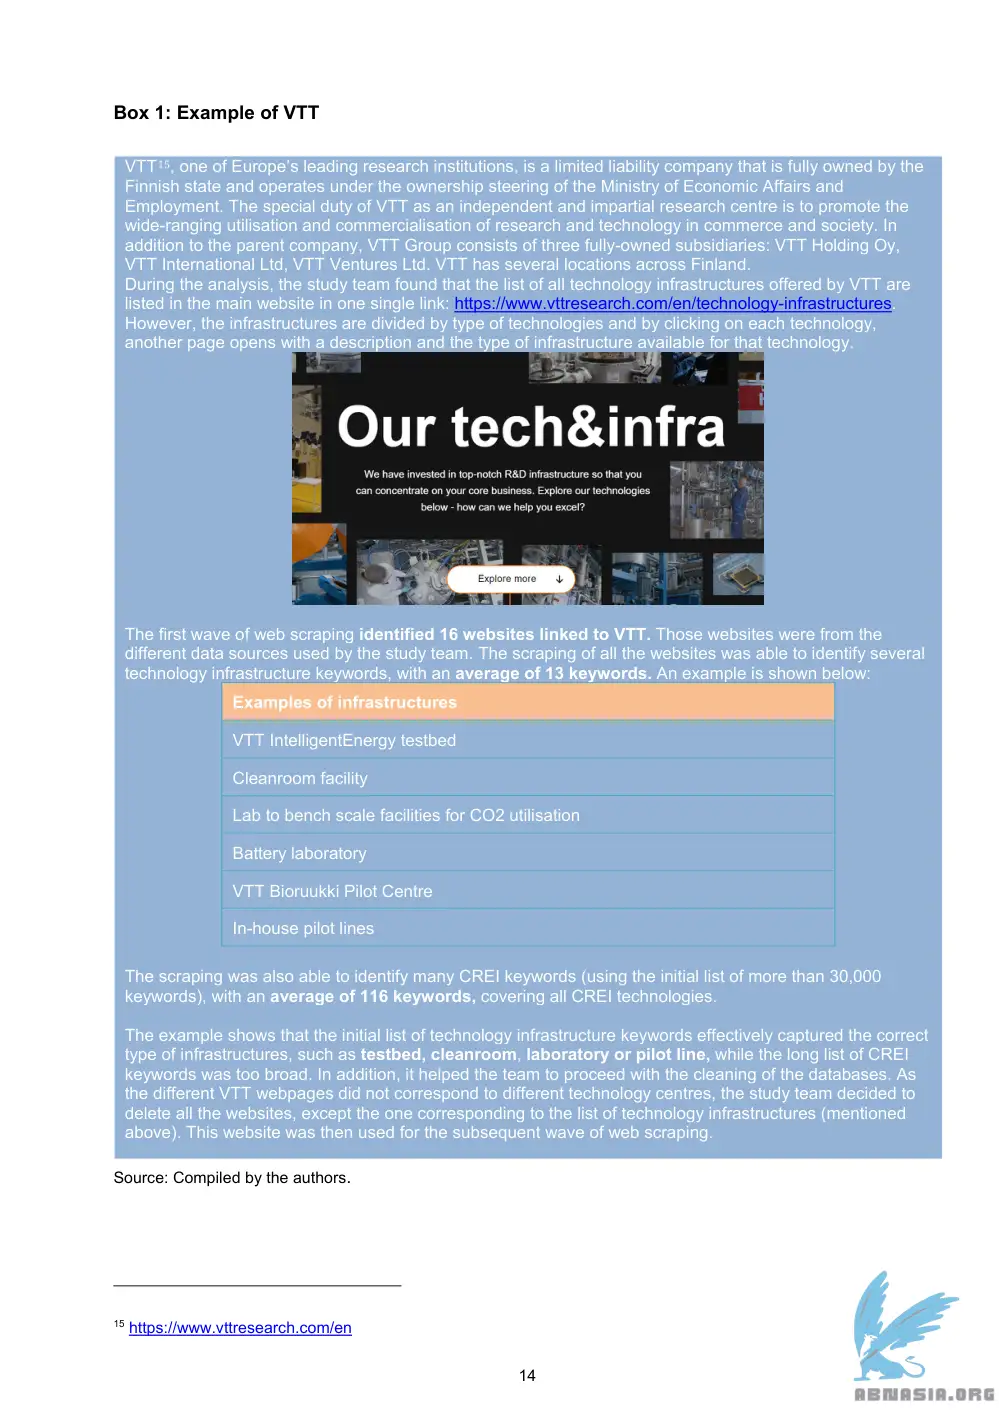 Box 1: Example of VTT
VTT15, one of Europe's leading research institutions, is a limited liability company that is fully owned by the
Finnish state and operates under the ownership steering of the Ministry of Economic Affairs and
Employment. The special duty of VTT as an independent and impartial research centre is to promote the
wide-ranging utilisation and commercialisation of research and technology in commerce and society. In
addition to the parent company, VTT Group consists of three fully-owned subsidiaries: VTT Holding Oy,
VTT International Ltd, VTT Ventures Ltd. VTT has several locations across Finland.
During the analysis, the study team found that the list of all technology infrastructures offered by VTT are
listed in the main website in one single link: https://www.vttresearch.com/en/technology-infrastructures.
However, the infrastructures are divided by type of technologies and by clicking on each technology,
another page opens with a description and the type of infrastructure available for that technology.
Our tech&infra
We have invested in top-notch R&D infrastructure so that you
can concentrate on your core business. Explore our technologies
below - how can we help you excel?
Explore more ↓
The first wave of web scraping identified 16 websites linked to VTT. Those websites were from the
different data sources used by the study team. The scraping of all the websites was able to identify several
technology infrastructure keywords, with an average of 13 keywords. An example is shown below:
Examples of infrastructures
VTT IntelligentEnergy testbed
Cleanroom facility
Lab to bench scale facilities for CO2 utilisation
Battery laboratory
VTT Bioruukki Pilot Centre
In-house pilot lines
The scraping was also able to identify many CREI keywords (using the initial list of more than 30,000
keywords), with an average of 116 keywords, covering all CREI technologies.
The example shows that the initial list of technology infrastructure keywords effectively captured the correct
type of infrastructures, such as testbed, cleanroom, laboratory or pilot line, while the long list of CREI
keywords was too broad. In addition, it helped the team to proceed with the cleaning of the databases. As
the different VTT webpages did not correspond to different technology centres, the study team decided to
delete all the websites, except the one corresponding to the list of technology infrastructures (mentioned
above). This website was then used for the subsequent wave of web scraping.
Source: Compiled by the authors.
15 https://www.vttresearch.com/en
14
ABNASIA.ORG